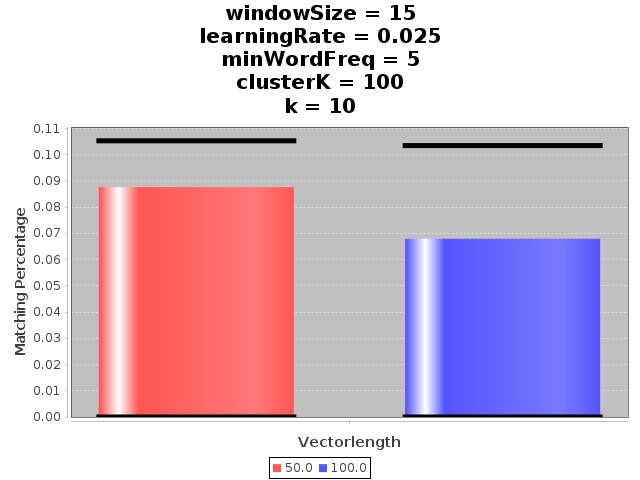 windowSize = 15
learningRate = 0.025
minWordFreq = 5
clusterK = 100
k = 10
0.11
0.10
0.09
0.08
0.07
0.06
0.05
0.04
0.03
0.02
0.01
0.00
Matching Percentage
Vectorlength
50.0 100.0